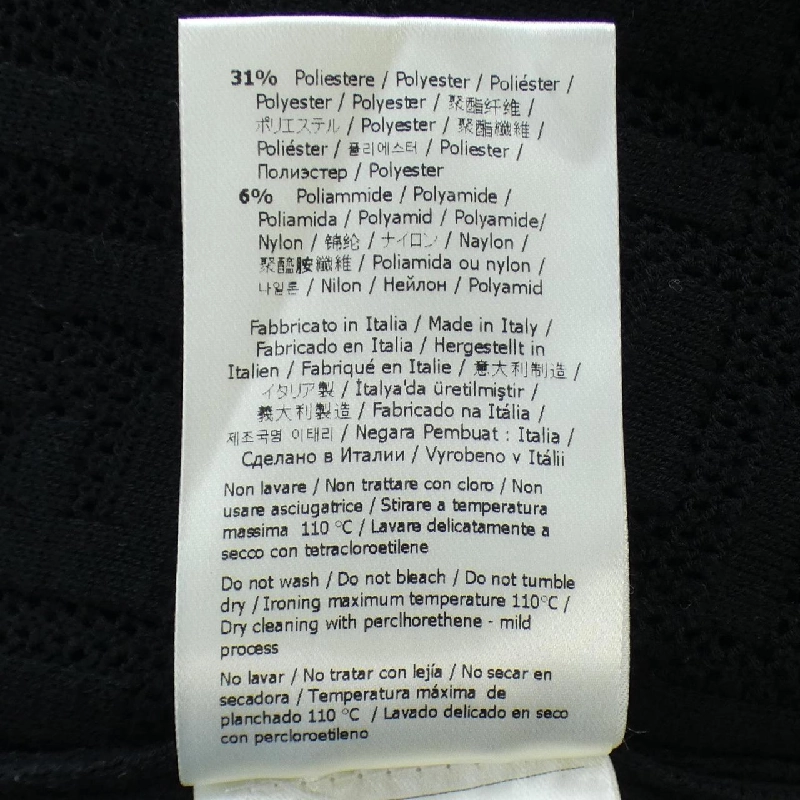 31% Poliestere / Polyester / Poliéster /
Polyester / Polyester / 聚酯纤维 /
ポリエステル / Polyester / 聚酯纖維 /
Poliéster / 폴리에스터 / Poliester /
Полиэстер / Polyester
6% Poliammide / Polyamide /
Poliamida / Polyamid / Polyamide/
Nylon / 锦纶 / ナイロン / Naylon /
聚醯胺纖維 / Poliamida ou nylon /
나일론 / Nilon / Нейлон / Polyamid
Fabbricato in Italia / Made in Italy /
Fabricado en Italia / Hergestellt in
Italien / Fabriqué en Italie / 意大利制造 /
イタリア製 / İtalya'da üretilmiştir /
義大利製造 / Fabricado na Itália /
제조국명 이태리 / Negara Pembuat : Italia /
Сделано в Италии / Vyrobeno v Itálii
Non lavare / Non trattare con cloro / Non
usare asciugatrice / Stirare a temperatura
massima 110 °C / Lavare delicatamente a
secco con tetracloroetilene
Do not wash / Do not bleach / Do not tumble
dry / Ironing maximum temperature 110°C /
Dry cleaning with perclhorethene - mild
process
No lavar / No tratar con lejía / No secar en
secadora / Temperatura máxima de
planchado 110 °C / Lavado delicado en seco
con percloroetileno